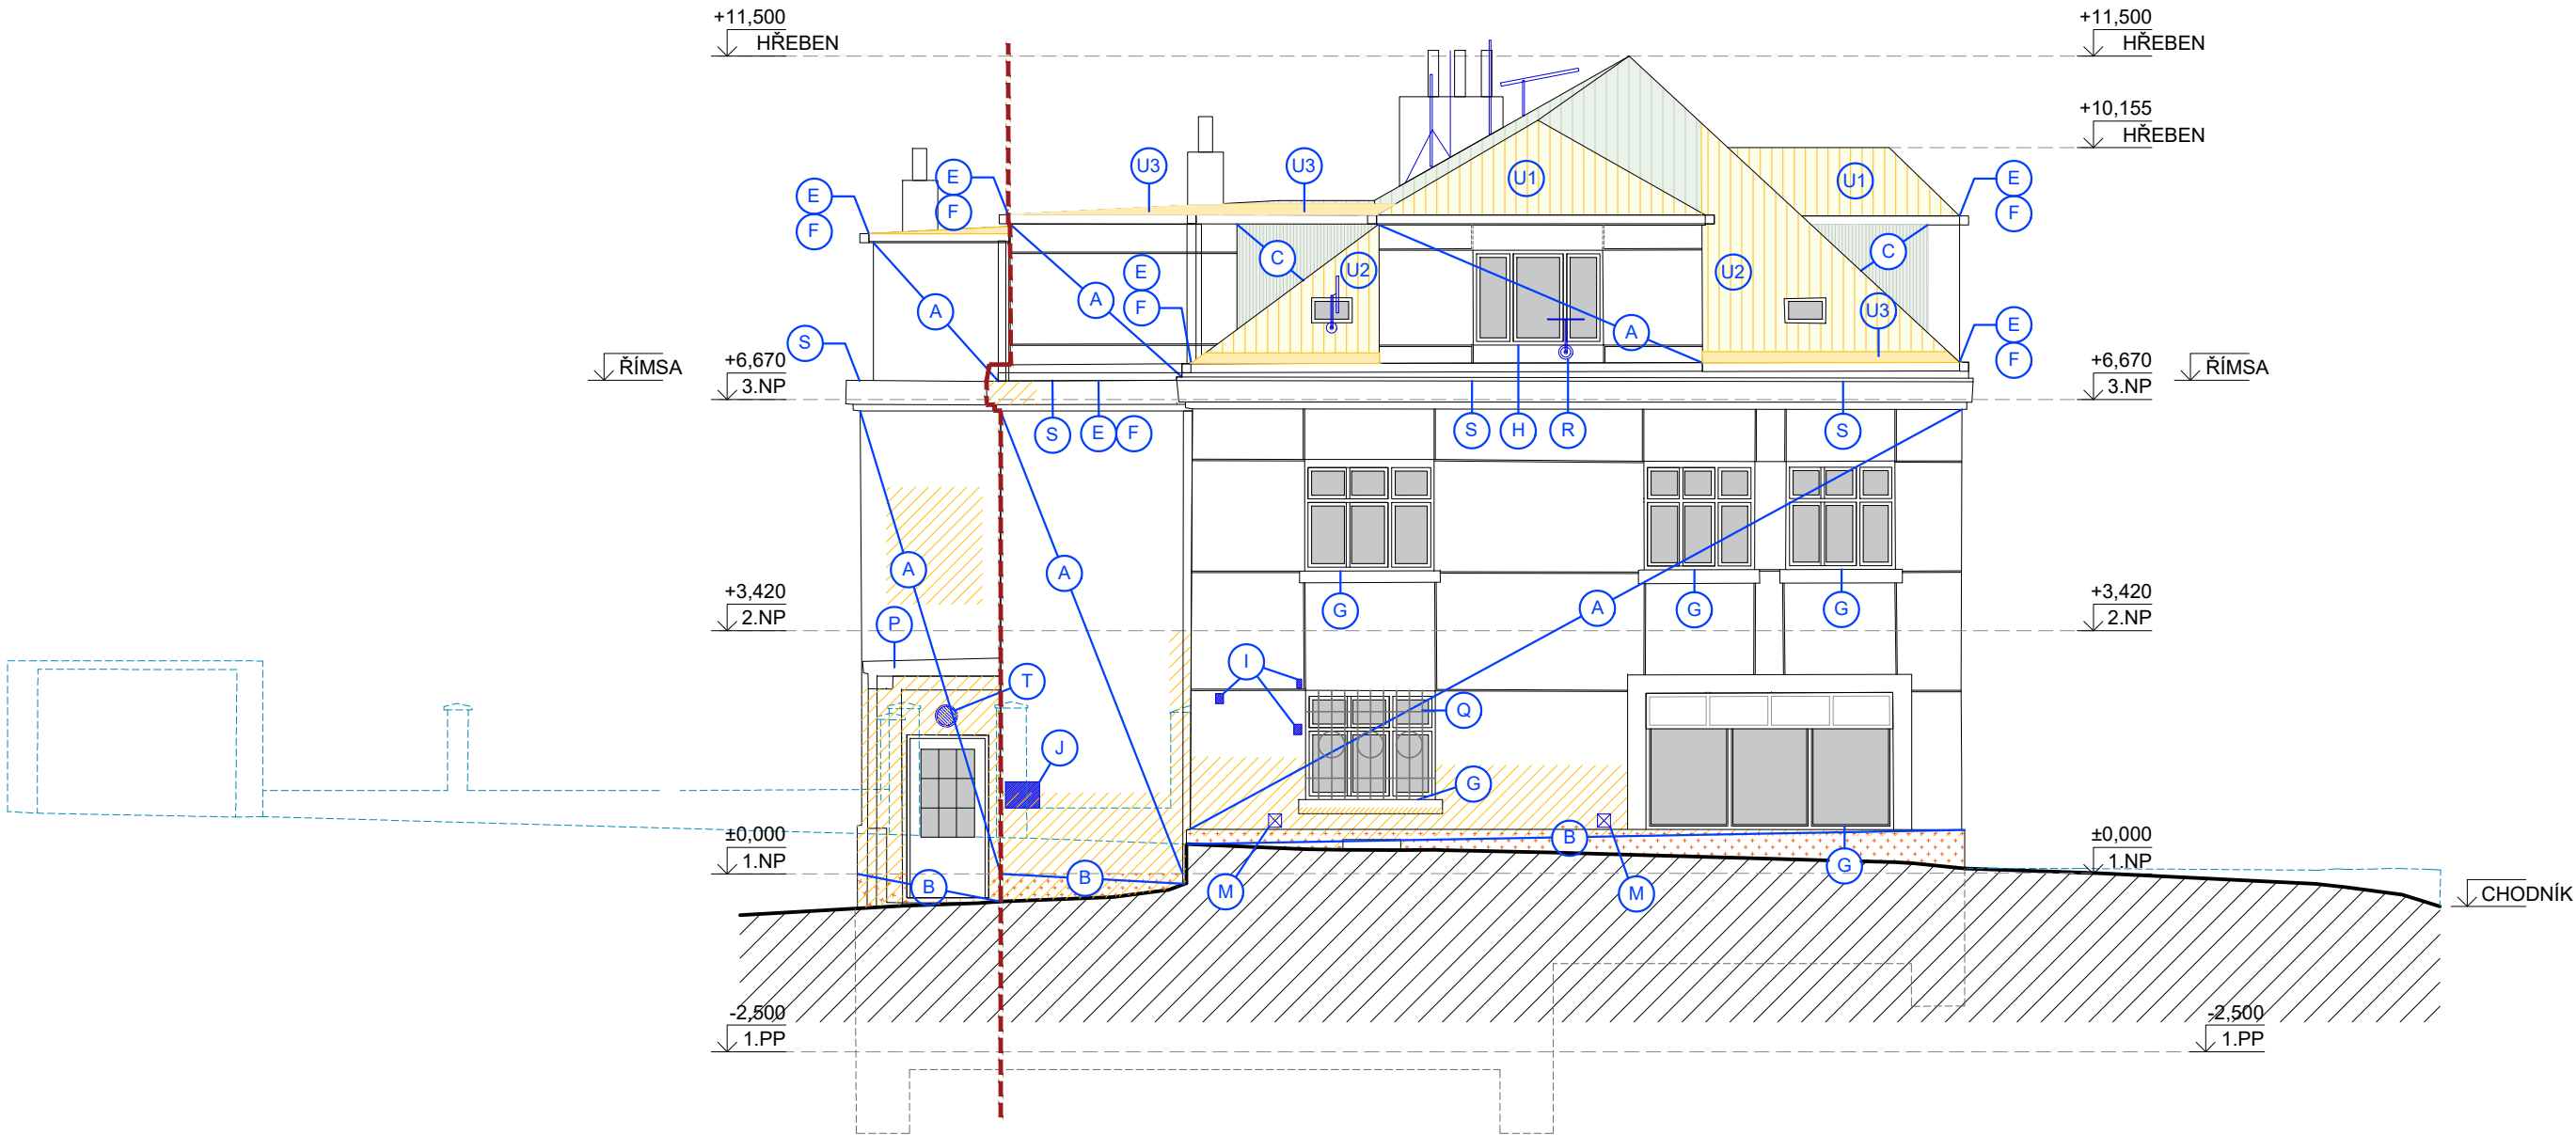 +11,500
HŘEBEN
+11,500
HŘEBEN
+10,155
HŘEBEN
U3
U3
U1
U1
E
F
E
F
E
F
A
C
U2
U2
C
E
F
A
U3
A
E
F
S
ŘÍMSA
+6,670
3.NP
+6,670
3.NP
ŘÍMSA
S
E
F
S
H
R
S
A
A
G
A
G
G
+3,420
2.NP
+3,420
2.NP
P
I
T
Q
J
G
±0,000
1.NP
±0,000
1.NP
B
G
B
B
M
M
CHODNÍK
-2,500
1.PP
-2,500
1.PP